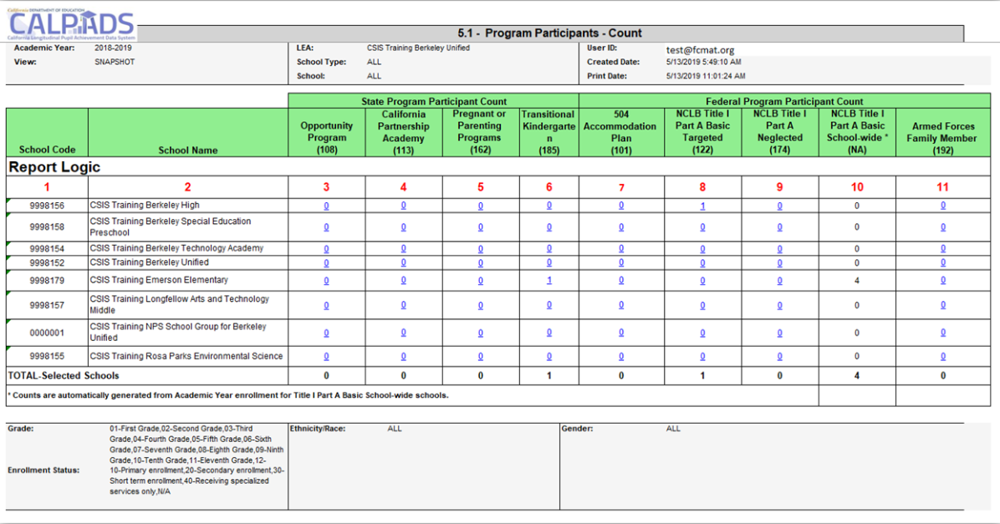 California DEPARTMENT OF EDUCATION
CALPADS
California Longitudinal Pupil Achievement Data System
5.1 - Program Participants - Count
Academic Year: 2018-2019 LEA: CSIS Training Berkeley Unified User ID: test@fcmat.org
View: SNAPSHOT School Type: ALL Created Date: 5/13/2019 5:49:10 AM
School: ALL Print Date: 5/13/2019 11:01:24 AM
State Program Participant Count Federal Program Participant Count
School Code School Name Opportunity Program (108) California Partnership Academy (113) Pregnant or Parenting Programs (162) Transitional Kindergarte n (185) 504 Accommodation Plan (101) NCLB Title I Part A Basic Targeted (122) NCLB Title I Part A Neglected (174) NCLB Title I Part A Basic School-wide * (NA) Armed Forces Family Member (192)
Report Logic
1 2 3 4 5 6 7 8 9 10 11
9998156 CSIS Training Berkeley High 0 0 0 0 0 1 0 0 0
9998158 CSIS Training Berkeley Special Education Preschool 0 0 0 0 0 0 0 0 0
9998154 CSIS Training Berkeley Technology Academy 0 0 0 0 0 0 0 0 0
9998152 CSIS Training Berkeley Unified 0 0 0 0 0 0 0 0 0
9998179 CSIS Training Emerson Elementary 0 0 0 1 0 0 0 4 0
9998157 CSIS Training Longfellow Arts and Technology Middle 0 0 0 0 0 0 0 0 0
0000001 CSIS Training NPS School Group for Berkeley Unified 0 0 0 0 0 0 0 0 0
9998155 CSIS Training Rosa Parks Environmental Science 0 0 0 0 0 0 0 0 0
TOTAL-Selected Schools 0 0 0 1 0 1 0 4 0
* Counts are automatically generated from Academic Year enrollment for Title I Part A Basic School-wide schools.
Grade: 01-First Grade,02-Second Grade,03-Third Ethnicity/Race: ALL Gender: ALL
Grade,04-Fourth Grade,05-Fifth Grade,06-Sixth
Grade,07-Seventh Grade,08-Eighth Grade,09-Ninth
Grade,10-Tenth Grade,11-Eleventh Grade,12-
Enrollment Status: 10-Primary enrollment,20-Secondary enrollment,30-
Short term enrollment,40-Receiving specialized
services only,N/A